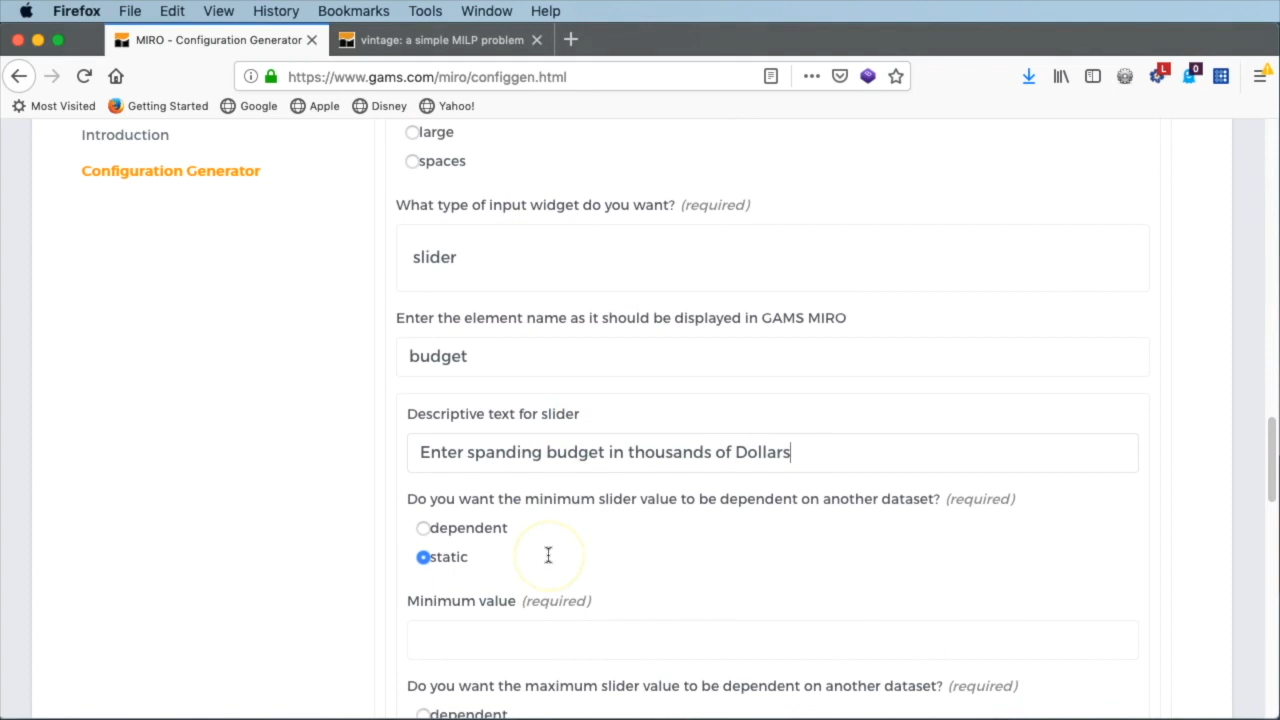 Firefox File Edit View History Bookmarks Tools Window Help
MIRO - Configuration Generator vintage: a simple MILP problem
https://www.gams.com/miro/configgen.html L 0
Most Visited Getting Started Google Apple Disney Yahoo!
Introduction
Configuration Generator
large
spaces
What type of input widget do you want? (required)
slider
Enter the element name as it should be displayed in GAMS MIRO
budget
Descriptive text for slider
Enter spanding budget in thousands of Dollars
Do you want the minimum slider value to be dependent on another dataset? (required)
dependent
static
Minimum value (required)
Do you want the maximum slider value to be dependent on another dataset? (required)
dependent